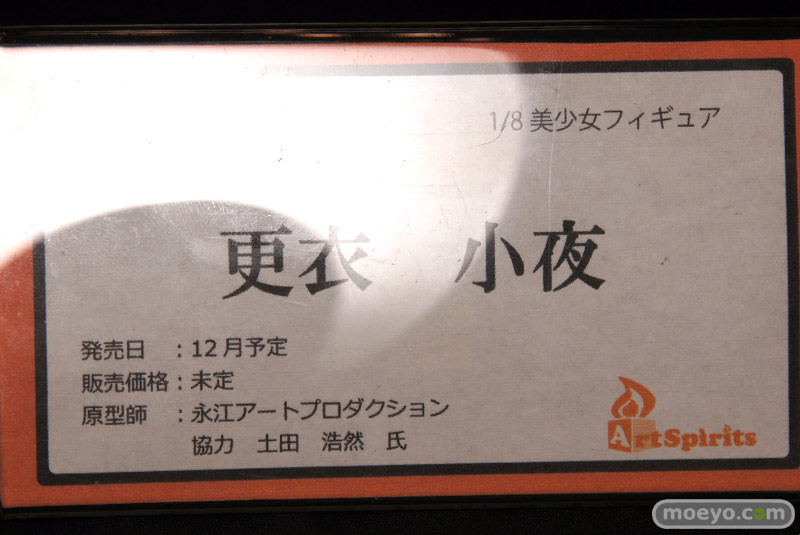 1/8 美少女フィギュア
更衣 小夜
発売日 :12月予定
販売価格:未定
原型師 :永江アートプロダクション
協力 土田 浩然 氏
ArtSpirits
moeyo.com